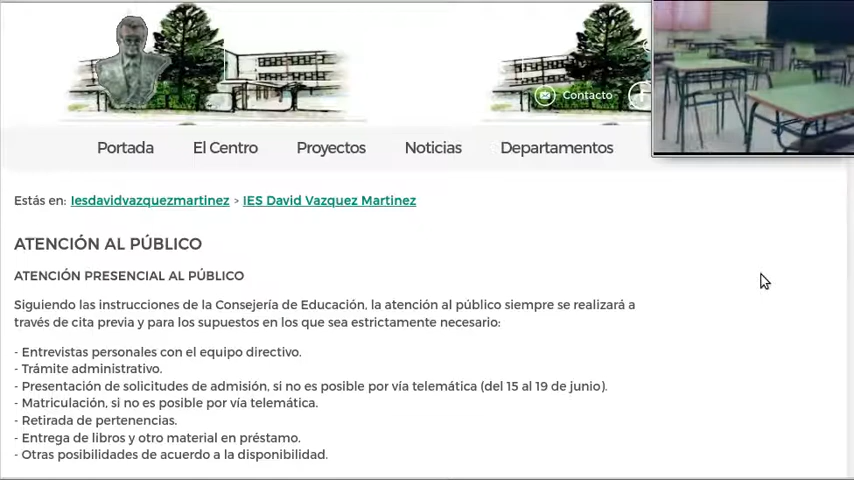 Contacto
Portada El Centro Proyectos Noticias Departamentos
Estás en: Iesdavidvazquezmartinez > IES David Vazquez Martinez
ATENCIÓN AL PÚBLICO
ATENCIÓN PRESENCIAL AL PÚBLICO
Siguiendo las instrucciones de la Consejería de Educación, la atención al público siempre se realizará a
través de cita previa y para los supuestos en los que sea estrictamente necesario:
- Entrevistas personales con el equipo directivo.
- Trámite administrativo.
- Presentación de solicitudes de admisión, si no es posible por vía telemática (del 15 al 19 de junio).
- Matriculación, si no es posible por vía telemática.
- Retirada de pertenencias.
- Entrega de libros y otro material en préstamo.
- Otras posibilidades de acuerdo a la disponibilidad.